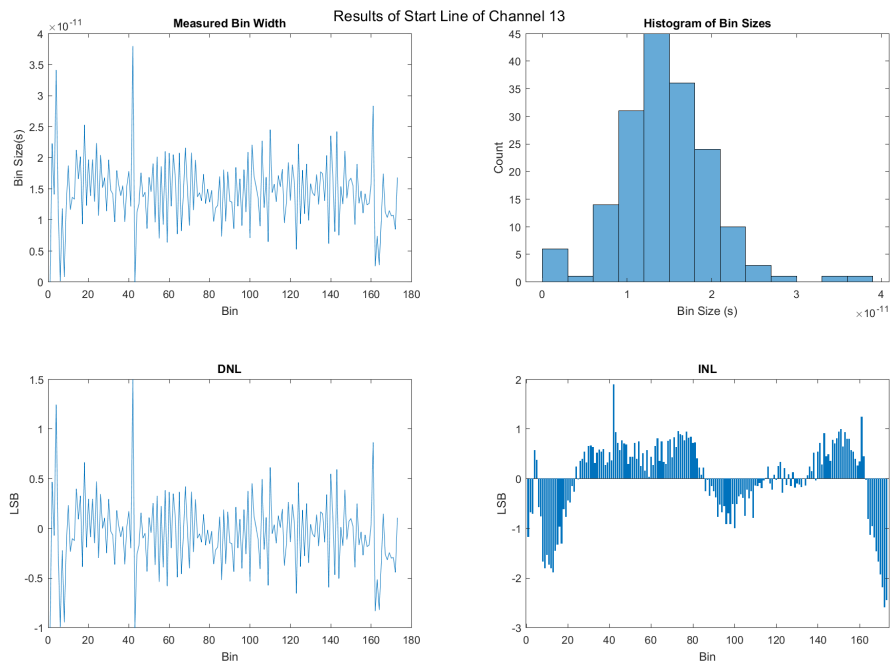 Results of Start Line of Channel 13
Measured Bin Width
×10⁻¹¹
4
3.5
3
2.5
2
1.5
1
0.5
0
Bin Size(s)
0 20 40 60 80 100 120 140 160 180
Bin
Histogram of Bin Sizes
45
40
35
30
25
20
15
10
5
0
Count
0 1 2 3 4
Bin Size (s)
×10⁻¹¹
DNL
1.5
1
0.5
0
-0.5
-1
LSB
0 20 40 60 80 100 120 140 160 180
Bin
INL
2
1
0
-1
-2
-3
LSB
0 20 40 60 80 100 120 140 160
Bin